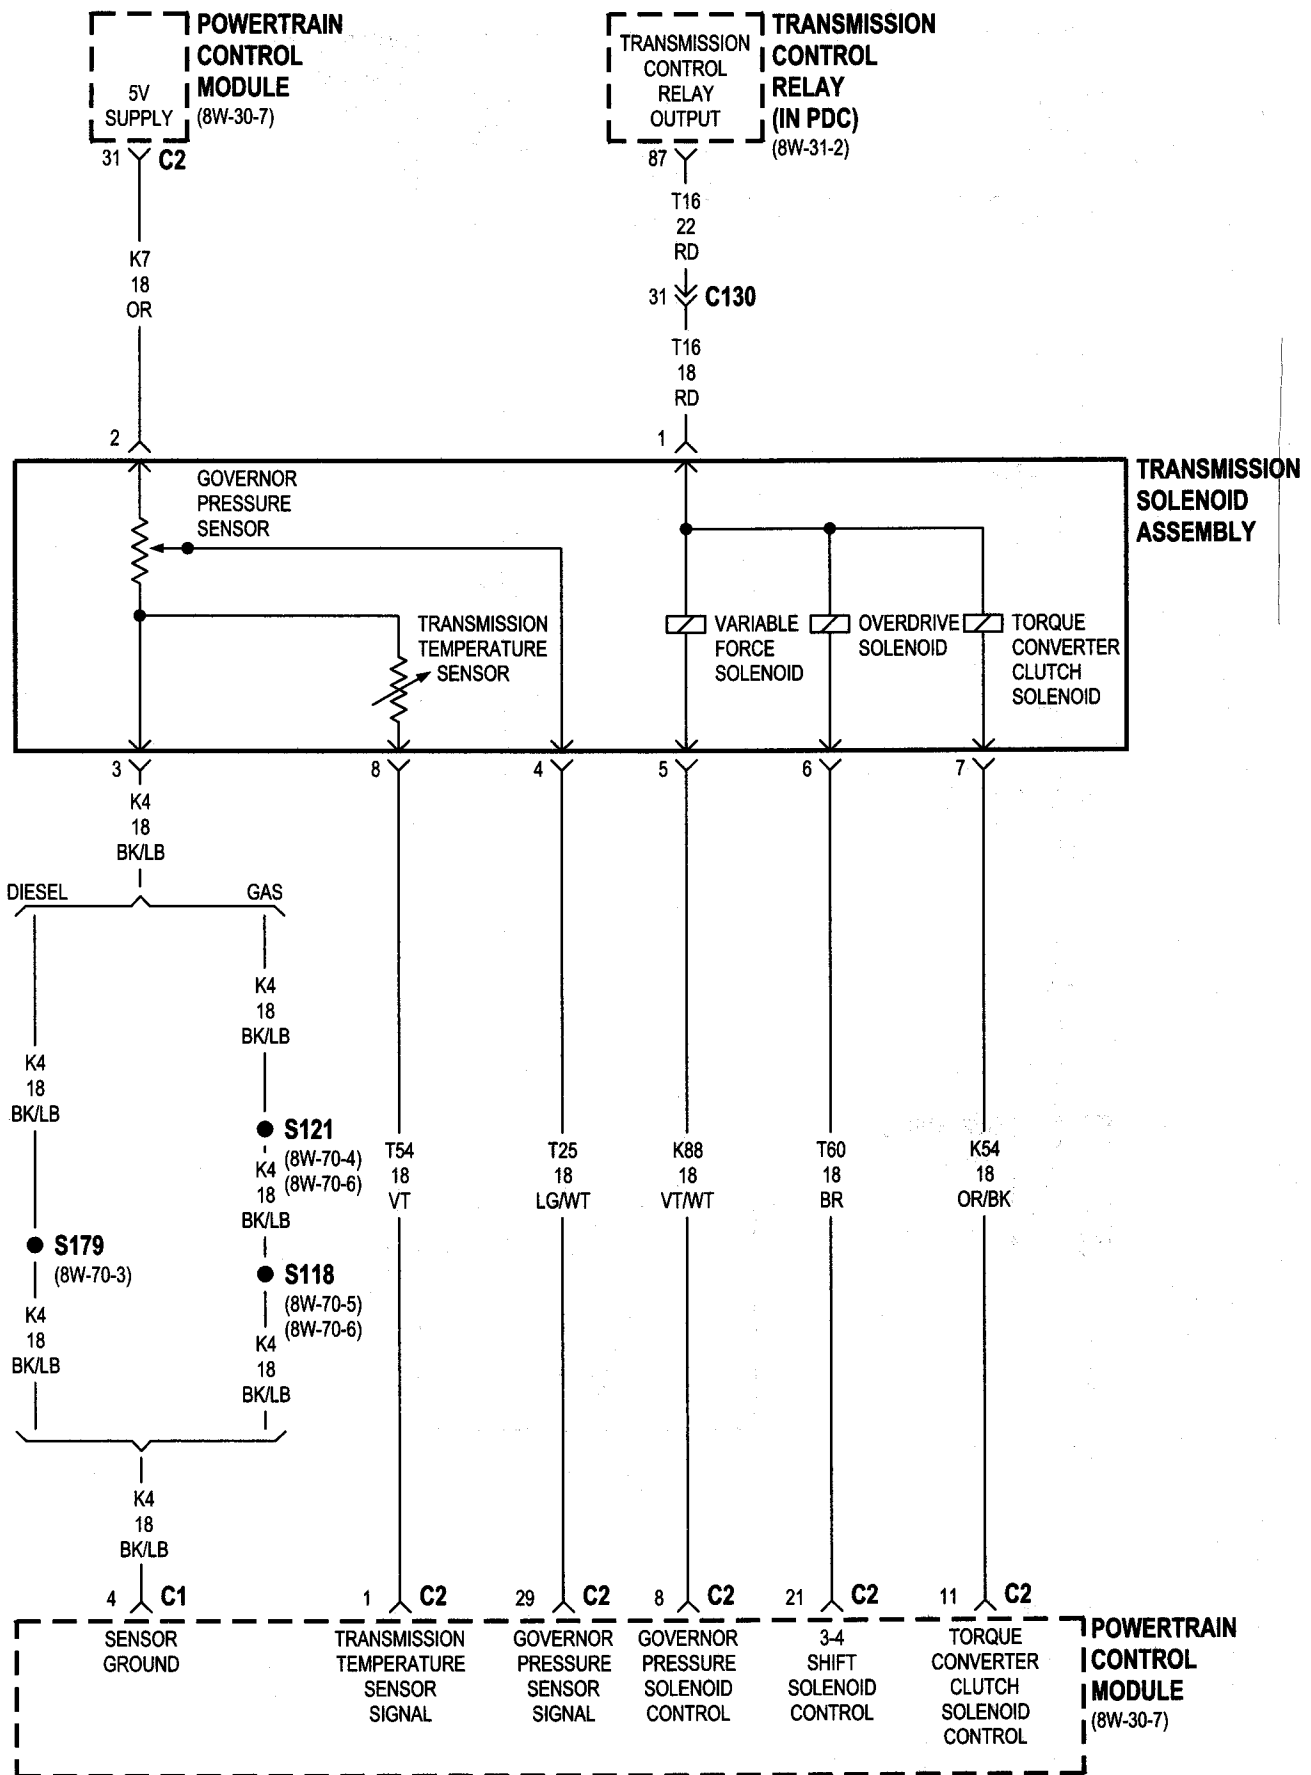 POWERTRAIN
CONTROL
MODULE
(8W-30-7)
5V
SUPPLY
31
C2
TRANSMISSION
CONTROL
RELAY
OUTPUT
TRANSMISSION
CONTROL
RELAY
(IN PDC)
(8W-31-2)
87
T16
22
RD
K7
18
OR
31
C130
T16
18
RD
2
1
GOVERNOR
PRESSURE
SENSOR
TRANSMISSION
SOLENOID
ASSEMBLY
TRANSMISSION
TEMPERATURE
SENSOR
VARIABLE
FORCE
SOLENOID
OVERDRIVE
SOLENOID
TORQUE
CONVERTER
CLUTCH
SOLENOID
3
8
4
5
6
7
K4
18
BK/LB
DIESEL
GAS
K4
18
BK/LB
K4
18
BK/LB
S121
(8W-70-4)
(8W-70-6)
K4
18
BK/LB
S179
(8W-70-3)
S118
(8W-70-5)
(8W-70-6)
K4
18
BK/LB
K4
18
BK/LB
T54
18
VT
T25
18
LG/WT
K88
18
VT/WT
T60
18
BR
K54
18
OR/BK
K4
18
BK/LB
4
C1
1
C2
29
C2
8
C2
21
C2
11
C2
SENSOR
GROUND
TRANSMISSION
TEMPERATURE
SENSOR
SIGNAL
GOVERNOR
PRESSURE
SENSOR
SIGNAL
GOVERNOR
PRESSURE
SOLENOID
CONTROL
3-4
SHIFT
SOLENOID
CONTROL
TORQUE
CONVERTER
CLUTCH
SOLENOID
CONTROL
POWERTRAIN
CONTROL
MODULE
(8W-30-7)